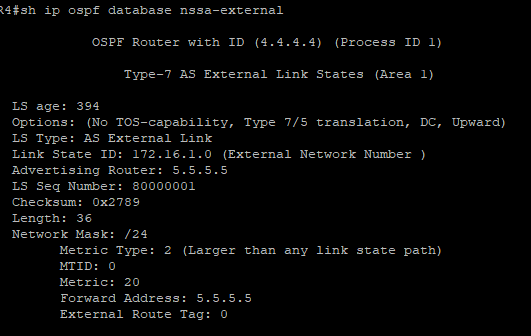 R4#sh ip ospf database nssa-external
OSPF Router with ID (4.4.4.4) (Process ID 1)
Type-7 AS External Link States (Area 1)
LS age: 394
Options: (No TOS-capability, Type 7/5 translation, DC, Upward)
LS Type: AS External Link
Link State ID: 172.16.1.0 (External Network Number )
Advertising Router: 5.5.5.5
LS Seq Number: 80000001
Checksum: 0x2789
Length: 36
Network Mask: /24
Metric Type: 2 (Larger than any link state path)
MTID: 0
Metric: 20
Forward Address: 5.5.5.5
External Route Tag: 0